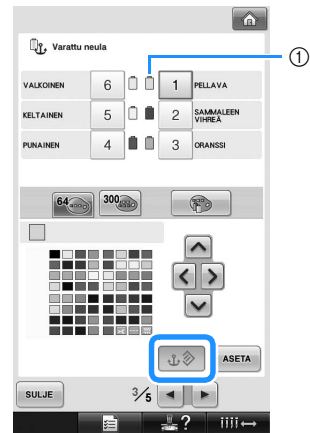 Varattu neula
①
VALKOINEN 6 1 PELLAVA
KELTAINEN 5 2 SAMMALEEN VIHREÄ
PUNAINEN 4 3 ORANSSI
64 300
ASETA
SULJE 3/5
?